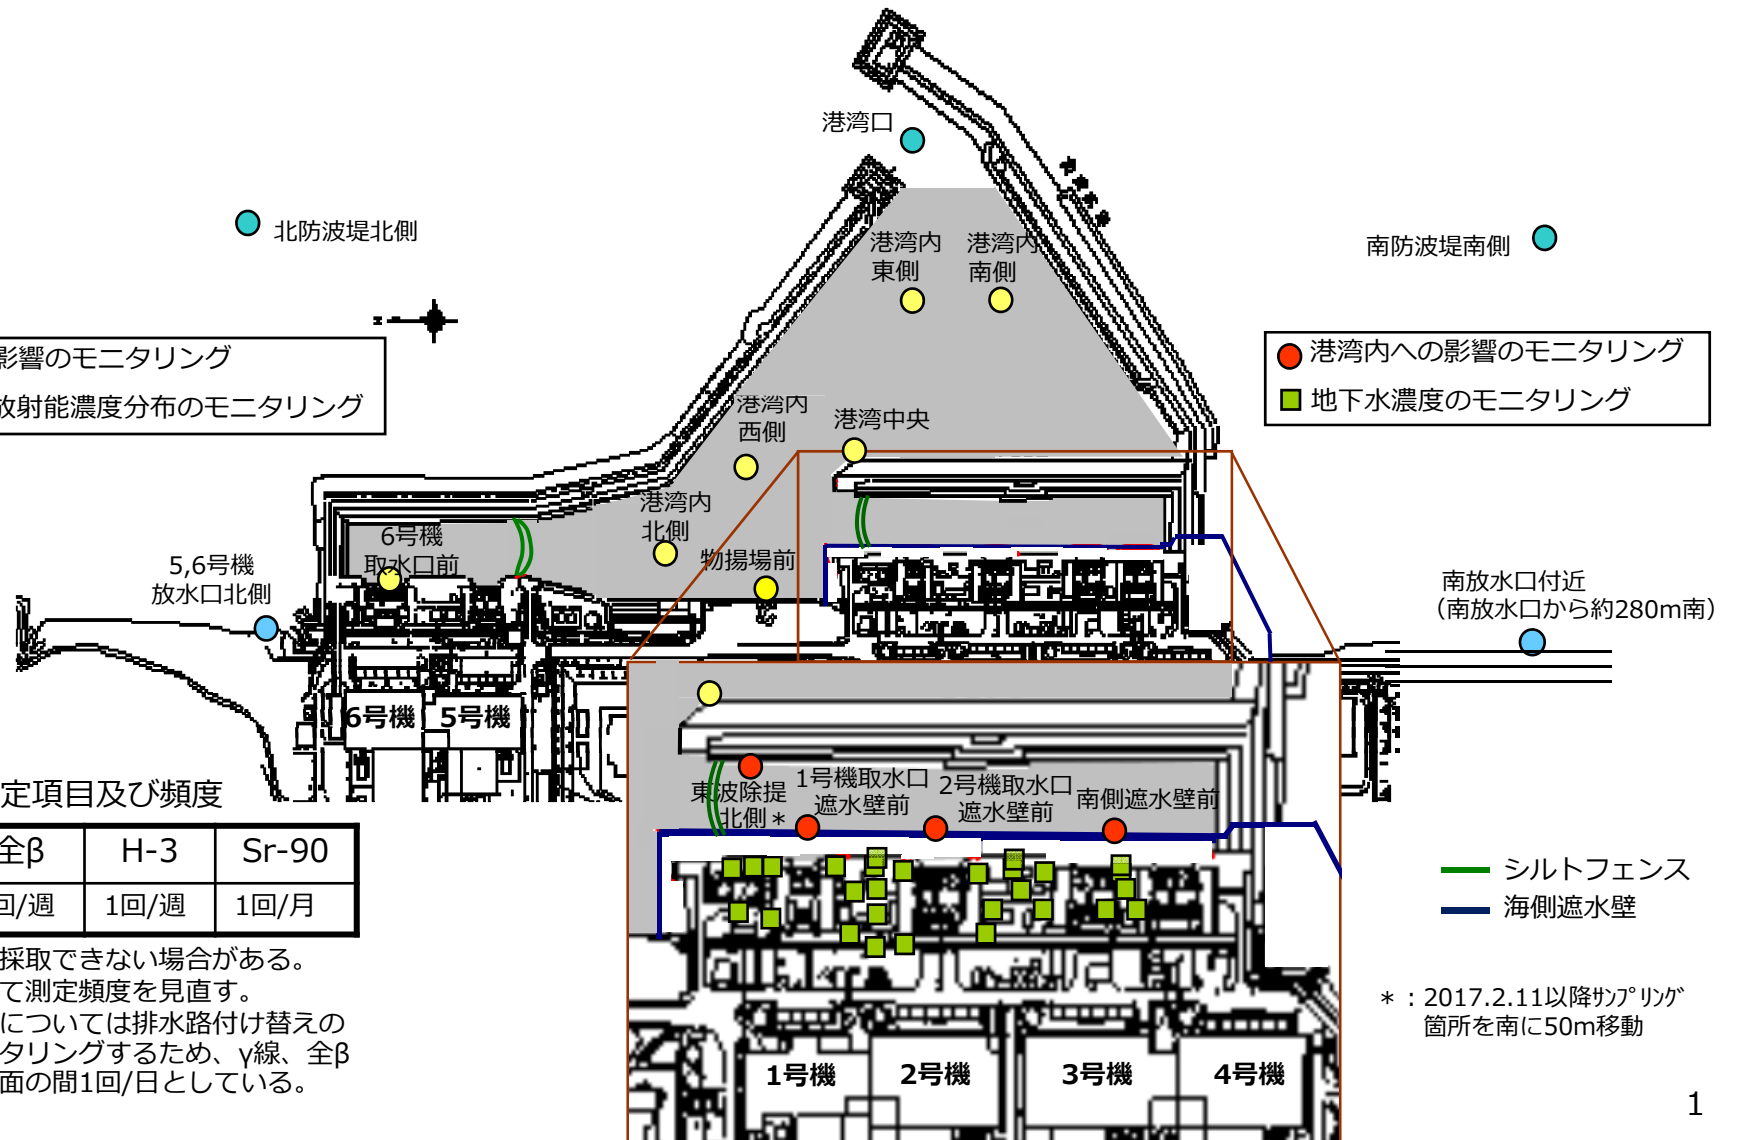 港湾口
北防波堤北側
港湾内
東側
港湾内
南側
南防波堤南側
影響のモニタリング
放射能濃度分布のモニタリング
港湾内への影響のモニタリング
地下水濃度のモニタリング
港湾内
西側
港湾中央
港湾内
北側
6号機
取水口前
物揚場前
5,6号機
放水口北側
南放水口付近
（南放水口から約280m南）
6号機
5号機
東波除提
北側＊
1号機取水口
遮水壁前
2号機取水口
遮水壁前
南側遮水壁前
定項目及び頻度
全β H-3 Sr-90
回/週 1回/週 1回/月
採取できない場合がある。
て測定頻度を見直す。
については排水路付け替えの
タリングするため、γ線、全β
面の間1回/日としている。
シルトフェンス
海側遮水壁
＊：2017.2.11以降ｻﾝﾌﾟﾘﾝｸﾞ
箇所を南に50m移動
1号機
2号機
3号機
4号機
1